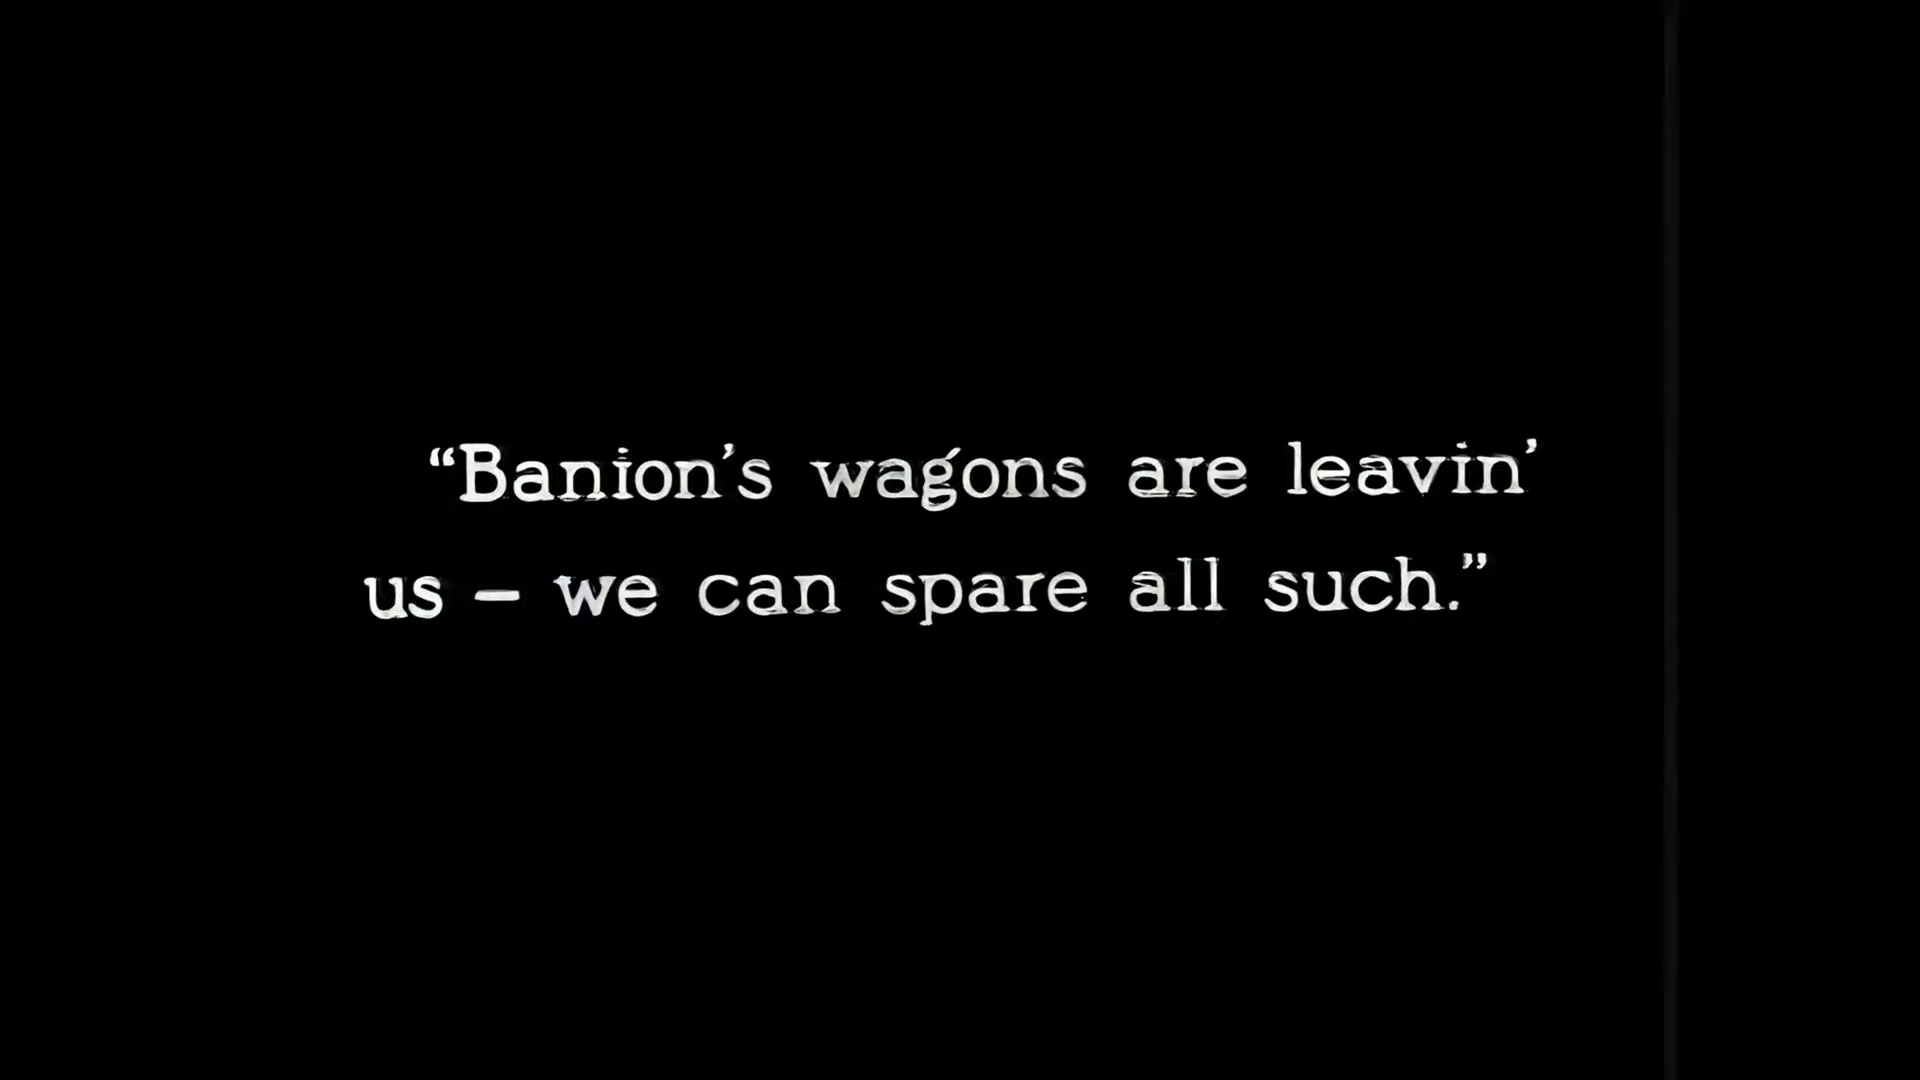 “Banion’s wagons are leavin’
us – we can spare all such.”